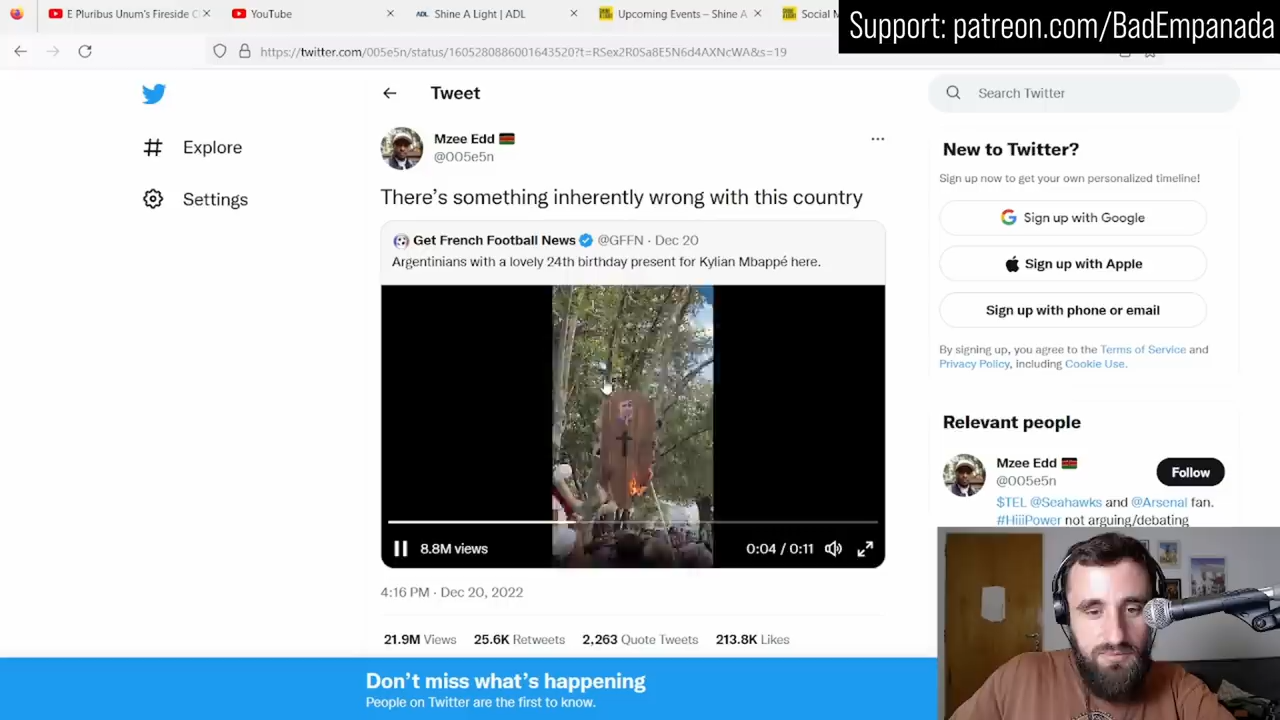 E Pluribus Unum's Fireside C
YouTube
ADL Shine A Light | ADL
Upcoming Events – Shine A
Social M
Support: patreon.com/BadEmpanada
https://twitter.com/005e5n/status/1605280886001643520?t=RSex2R0Sa8E5N6d4AXNcWA&s=19
Tweet
Search Twitter
Explore
Settings
Mzee Edd
@005e5n
There's something inherently wrong with this country
Get French Football News @GFFN · Dec 20
Argentinians with a lovely 24th birthday present for Kylian Mbappé here.
8.8M views
0:04 / 0:11
4:16 PM · Dec 20, 2022
21.9M Views 25.6K Retweets 2,263 Quote Tweets 213.8K Likes
New to Twitter?
Sign up now to get your own personalized timeline!
Sign up with Google
Sign up with Apple
Sign up with phone or email
By signing up, you agree to the Terms of Service and
Privacy Policy, including Cookie Use.
Relevant people
Mzee Edd
@005e5n
Follow
$TEL @Seahawks and @Arsenal fan.
#HiiiPower not arguing/debating
Don't miss what's happening
People on Twitter are the first to know.